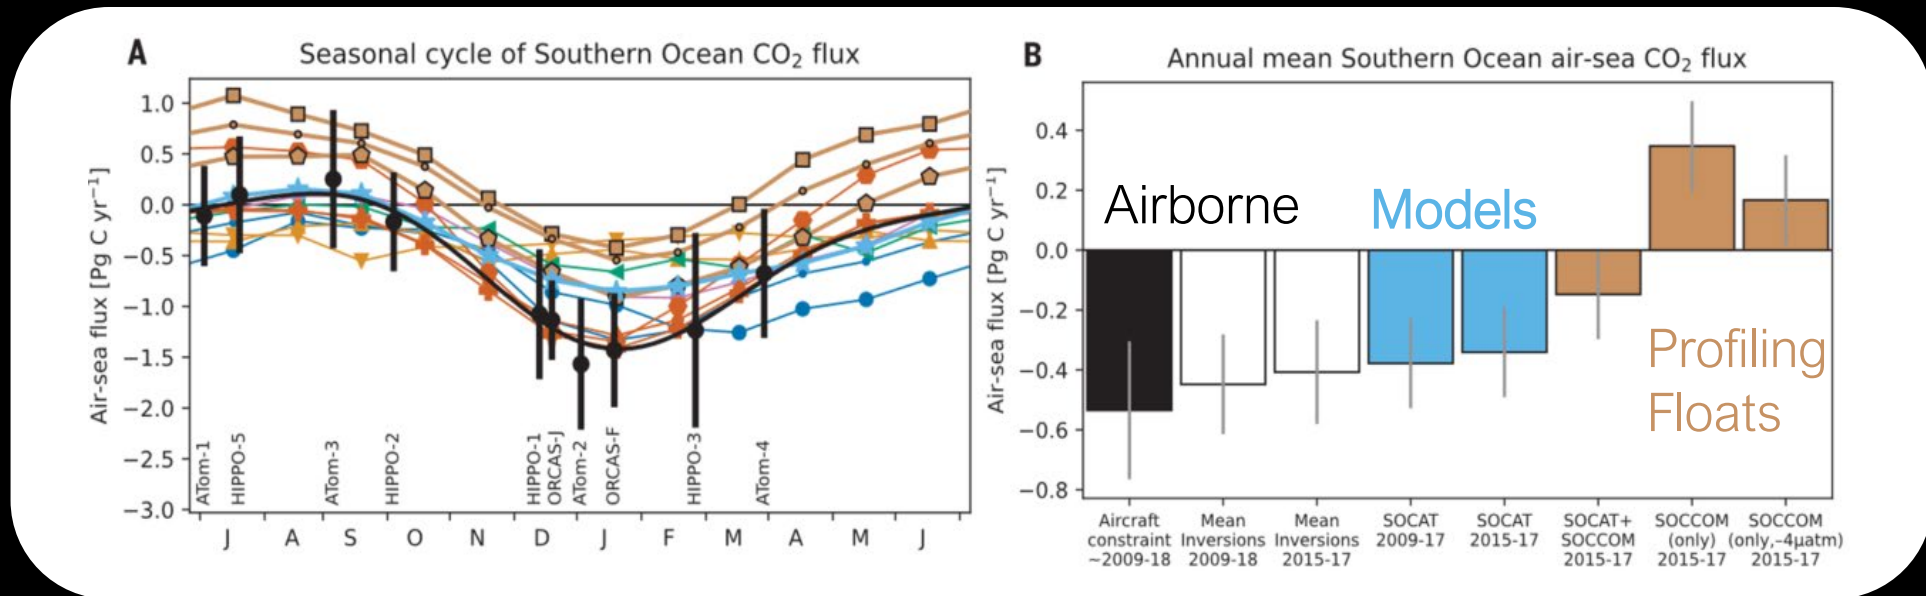 A
Seasonal cycle of Southern Ocean CO₂ flux
Air-sea flux [Pg C yr⁻¹]
1.0
0.5
0.0
−0.5
−1.0
−1.5
−2.0
−2.5
−3.0
ATom-1
HIPPO-5
ATom-3
HIPPO-2
HIPPO-1
ORCAS-J
ATom-2
ORCAS-F
HIPPO-3
ATom-4
J A S O N D J F M A M J
B
Annual mean Southern Ocean air-sea CO₂ flux
Air-sea flux [Pg C yr⁻¹]
0.4
0.2
0.0
−0.2
−0.4
−0.6
−0.8
Airborne
Models
Profiling
Floats
Aircraft
constraint
~2009-18
Mean
Inversions
2009-18
Mean
Inversions
2015-17
SOCAT
2009-17
SOCAT
2015-17
SOCAT+
SOCCOM
2015-17
SOCCOM
(only)
2015-17
SOCCOM
(only,–4µatm)
2015-17